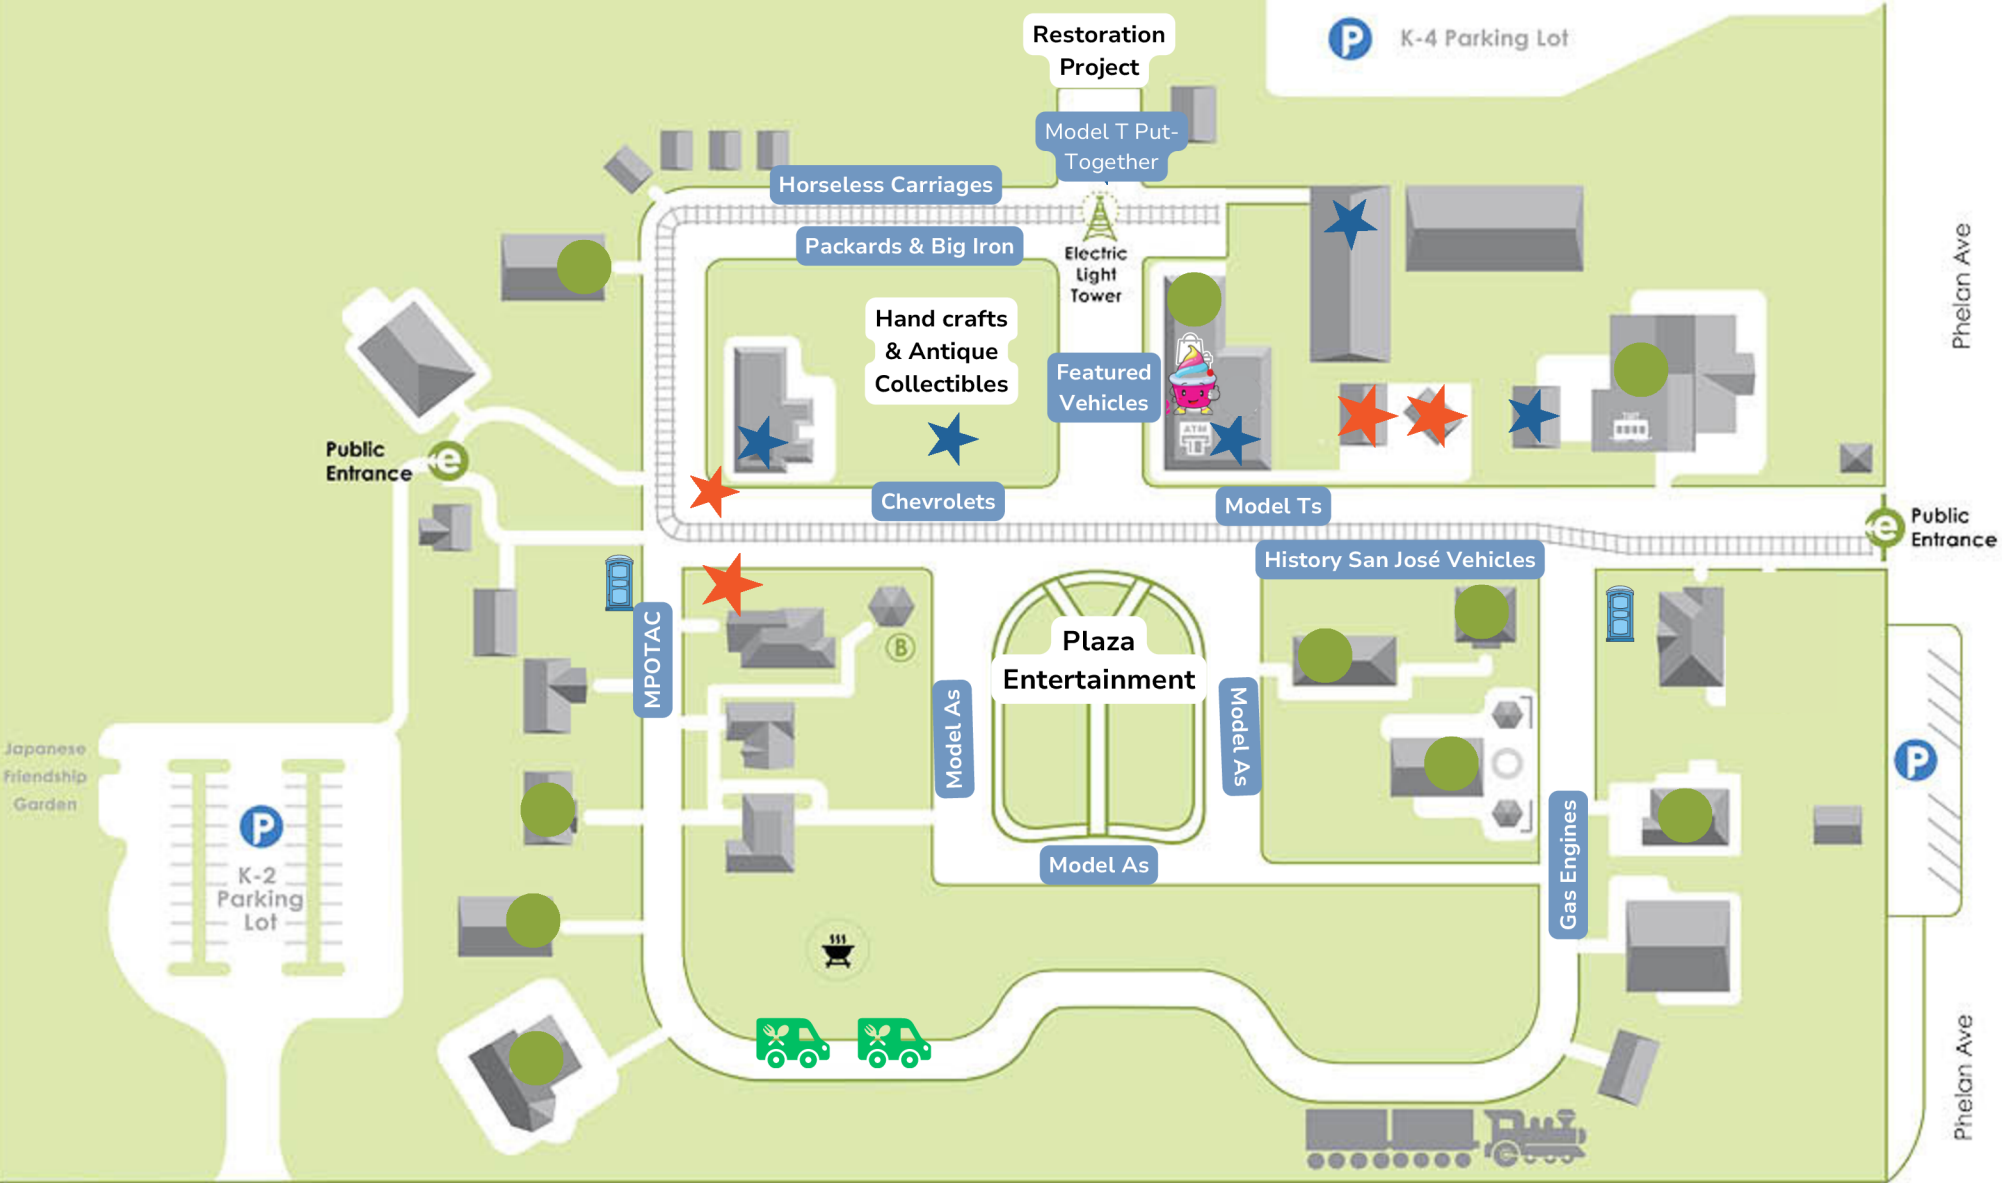 Restoration
Project
K-4 Parking Lot
Model T Put-
Together
Horseless Carriages
Packards & Big Iron
Electric
Light
Tower
Phelan Ave
Hand crafts
& Antique
Collectibles
Featured
Vehicles
ATM
Public
Entrance
e
Chevrolets
Model Ts
Public
Entrance
e
History San José Vehicles
MPOTAC
B
Plaza
Entertainment
Model As
Model As
Japanese
Friendship
Garden
P
K-2
Parking
Lot
P
P
Model As
Gas Engines
Phelan Ave